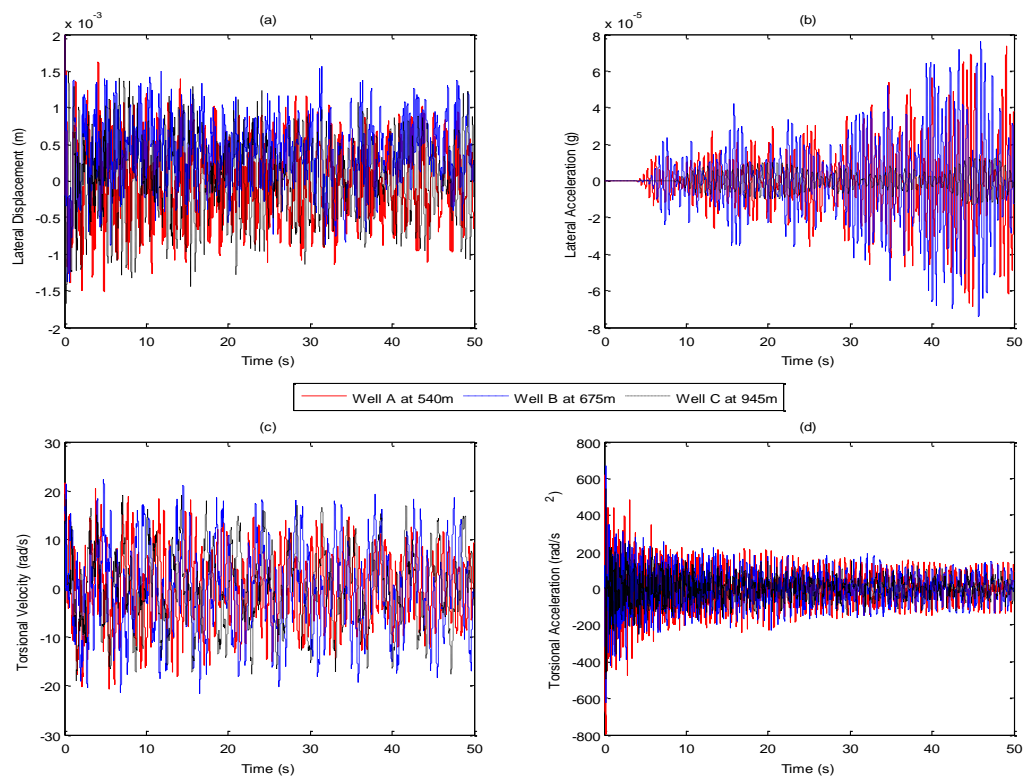 (a)
x 10⁻³
2
1.5
1
0.5
0
-0.5
-1
-1.5
-2
0 10 20 30 40 50
Lateral Displacement (m)
Time (s)
(b)
x 10⁻⁵
8
6
4
2
0
-2
-4
-6
-8
0 10 20 30 40 50
Lateral Acceleration (g)
Time (s)
Well A at 540m Well B at 675m Well C at 945m
(c)
30
20
10
0
-10
-20
-30
0 10 20 30 40 50
Torsional Velocity (rad/s)
Time (s)
(d)
800
600
400
200
0
-200
-400
-600
-800
0 10 20 30 40 50
Torsional Acceleration (rad/s²)
Time (s)